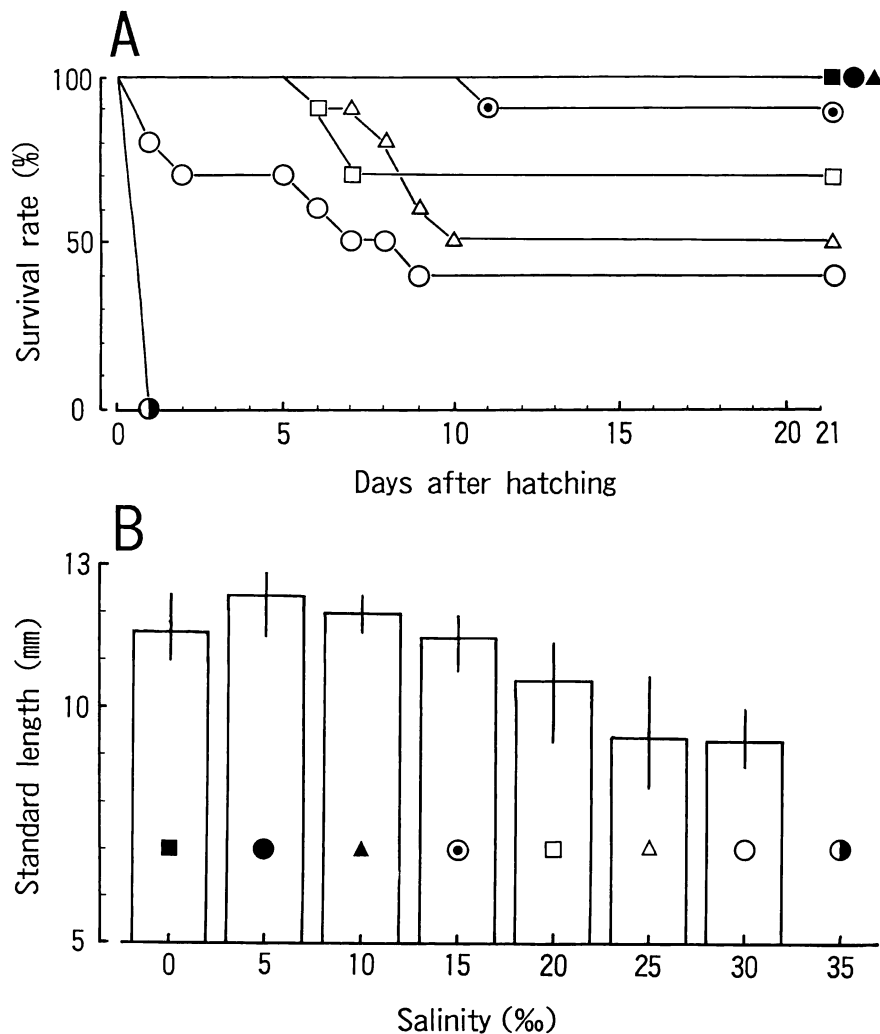 A
100
50
0
Survival rate (%)
0 5 10 15 20 21
Days after hatching
B
13
10
5
Standard length (mm)
0 5 10 15 20 25 30 35
Salinity (‰)